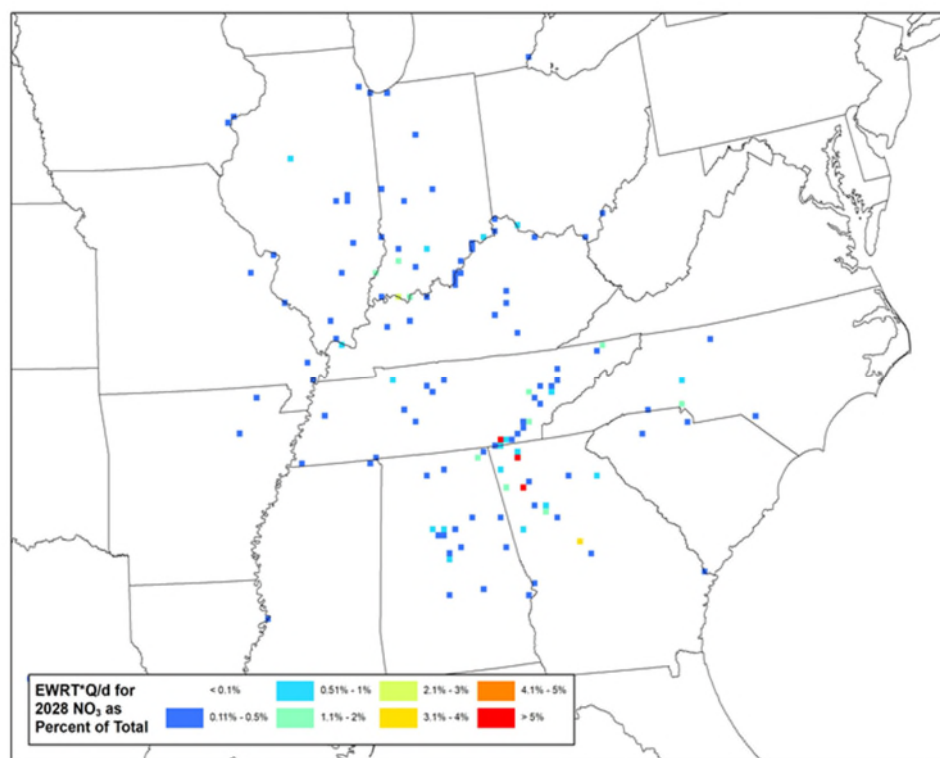 EWRT*Q/d for
2028 NO₃ as
Percent of Total
< 0.1%
0.51% - 1%
2.1% - 3%
4.1% - 5%
0.11% - 0.5%
1.1% - 2%
3.1% - 4%
> 5%